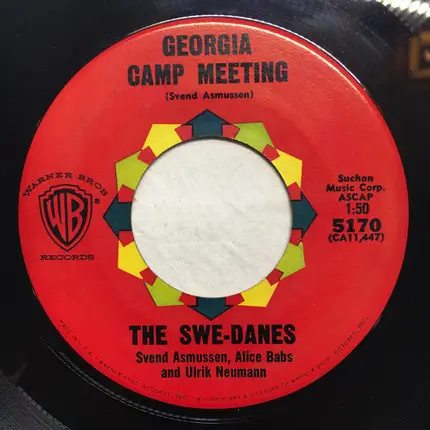 GEORGIA
CAMP MEETING
(Svend Asmussen)
WARNER BROS
WB
®
RECORDS
Suchan
Music Corp.
ASCAP
1:50
5170
(CA11,447)
THE SWE-DANES
Svend Asmussen, Alice Babs
and Ulrik Neumann